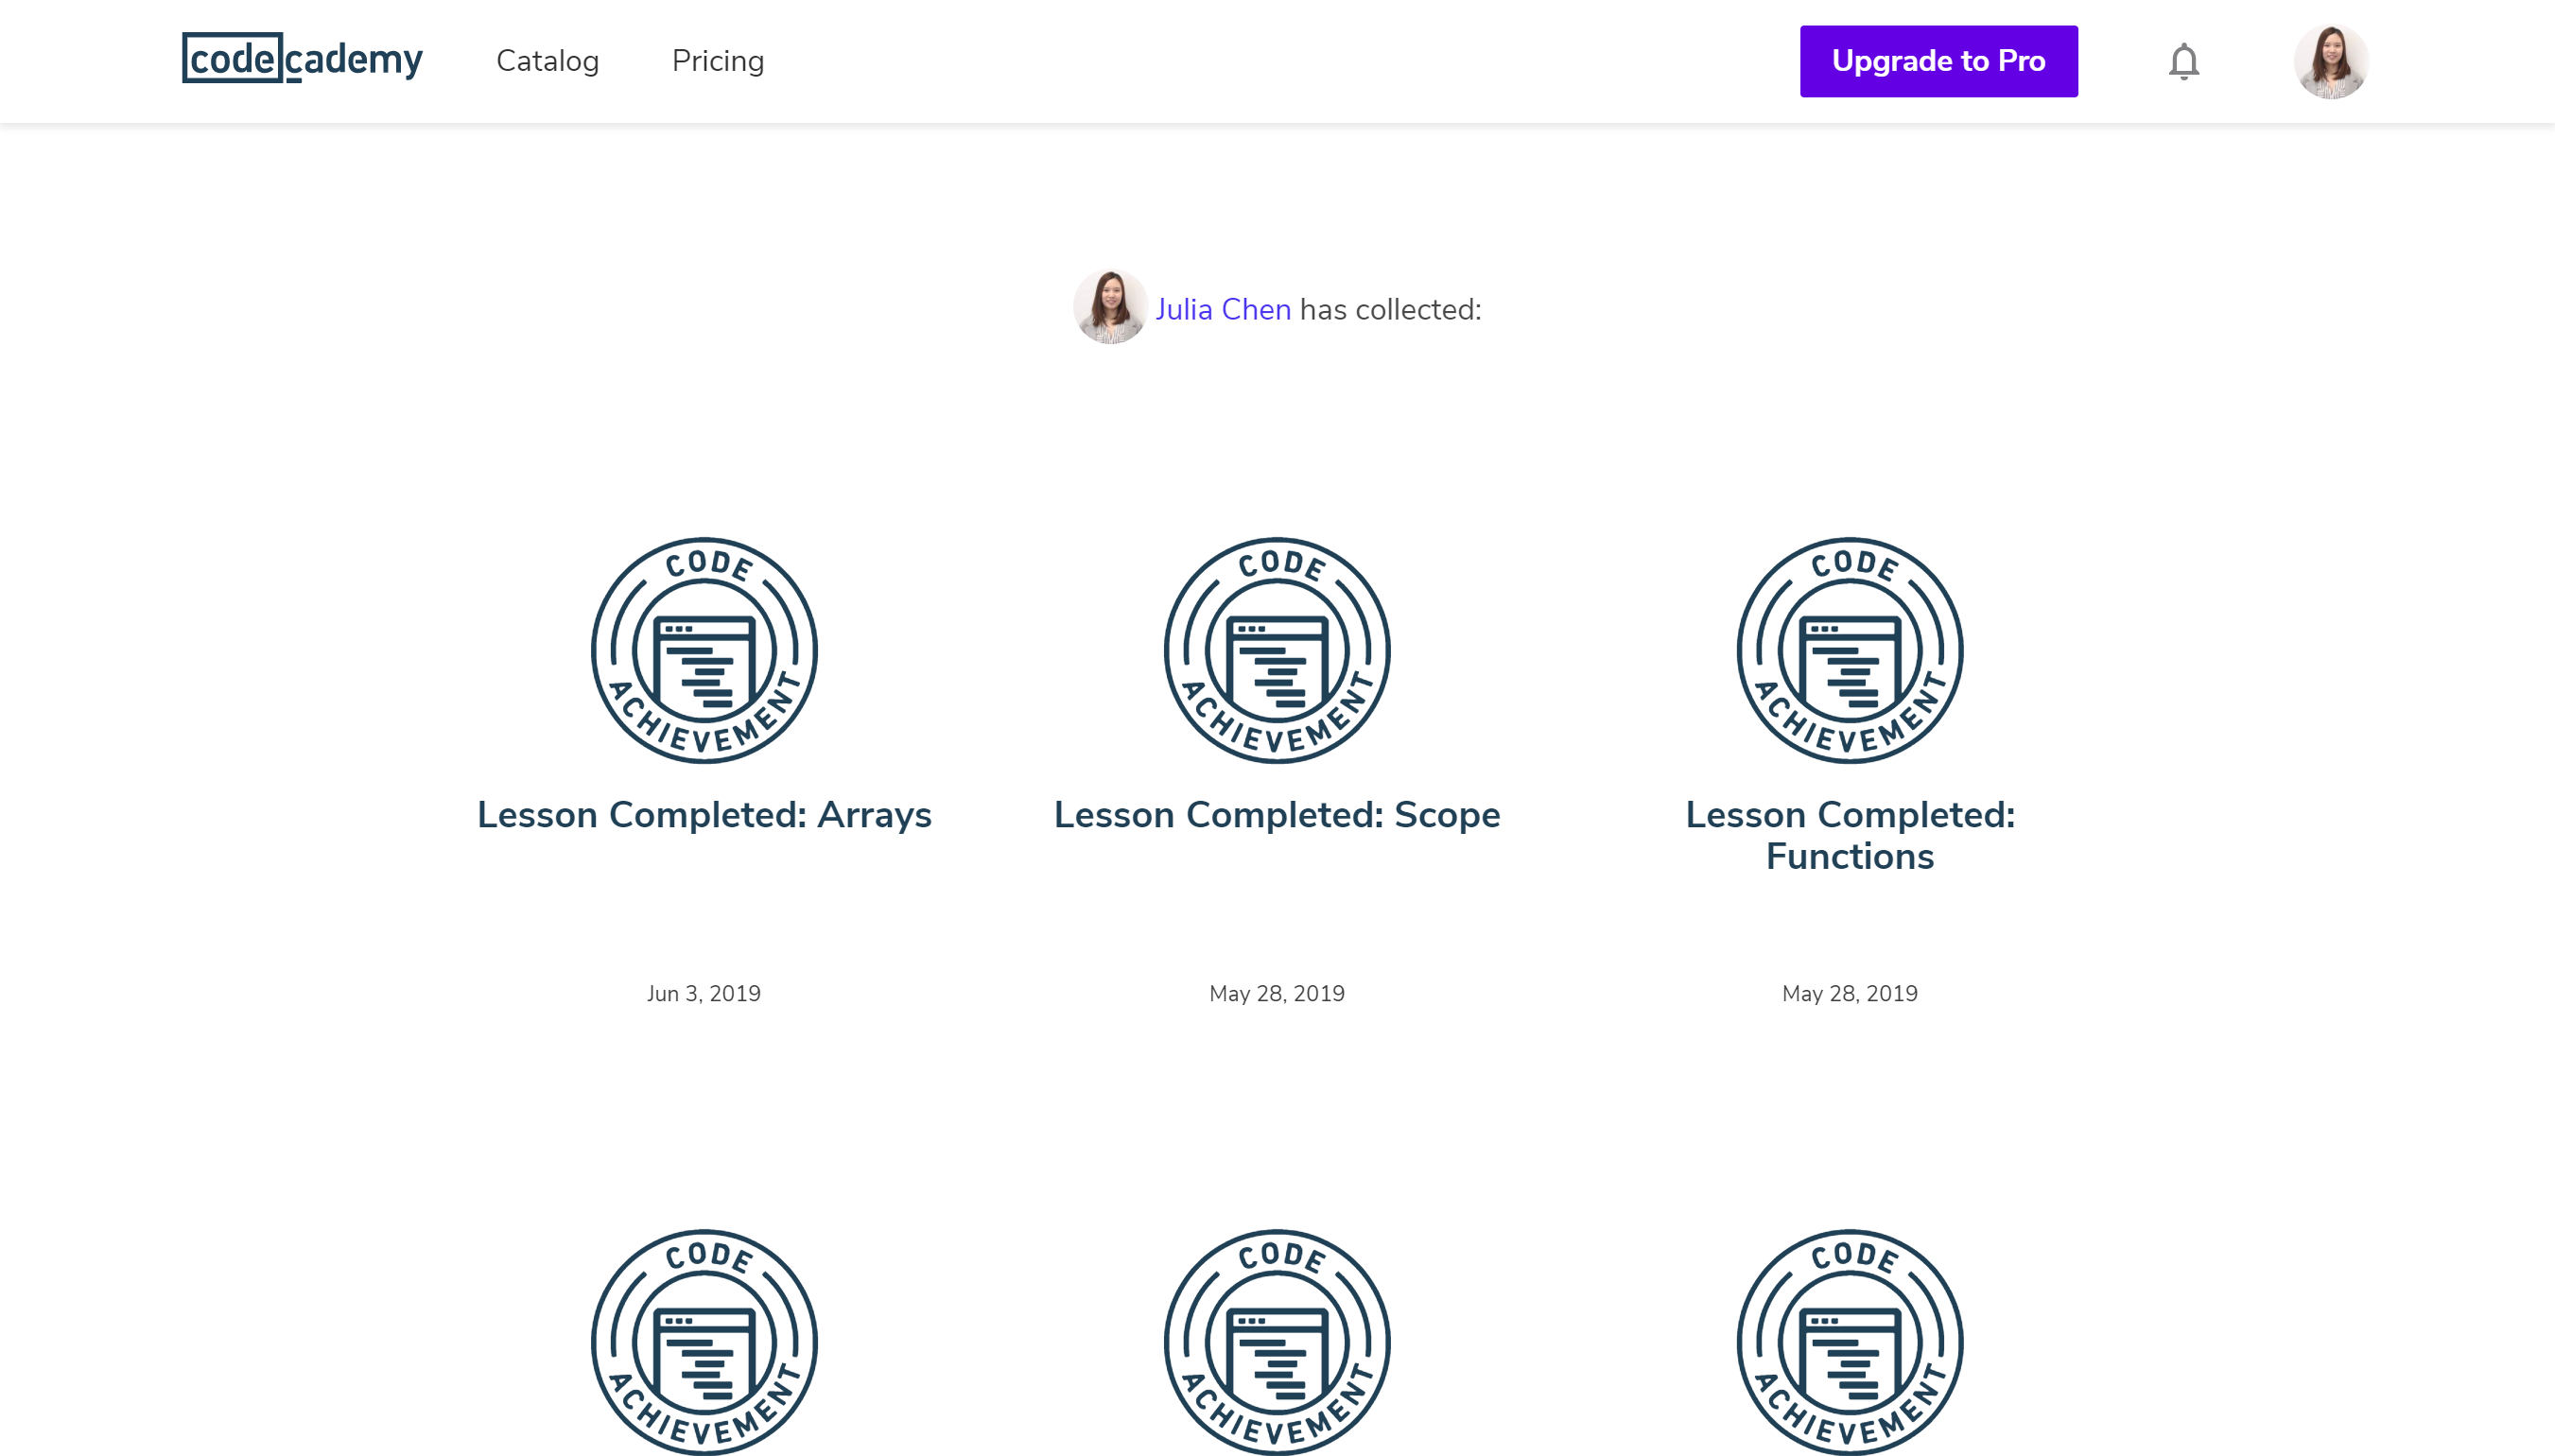 codecademy
Catalog
Pricing
Upgrade to Pro
Julia Chen has collected:
CODE
ACHIEVEMENT
CODE
ACHIEVEMENT
CODE
ACHIEVEMENT
Lesson Completed: Arrays
Lesson Completed: Scope
Lesson Completed:
Functions
Jun 3, 2019
May 28, 2019
May 28, 2019
CODE
ACHIEVEMENT
CODE
ACHIEVEMENT
CODE
ACHIEVEMENT